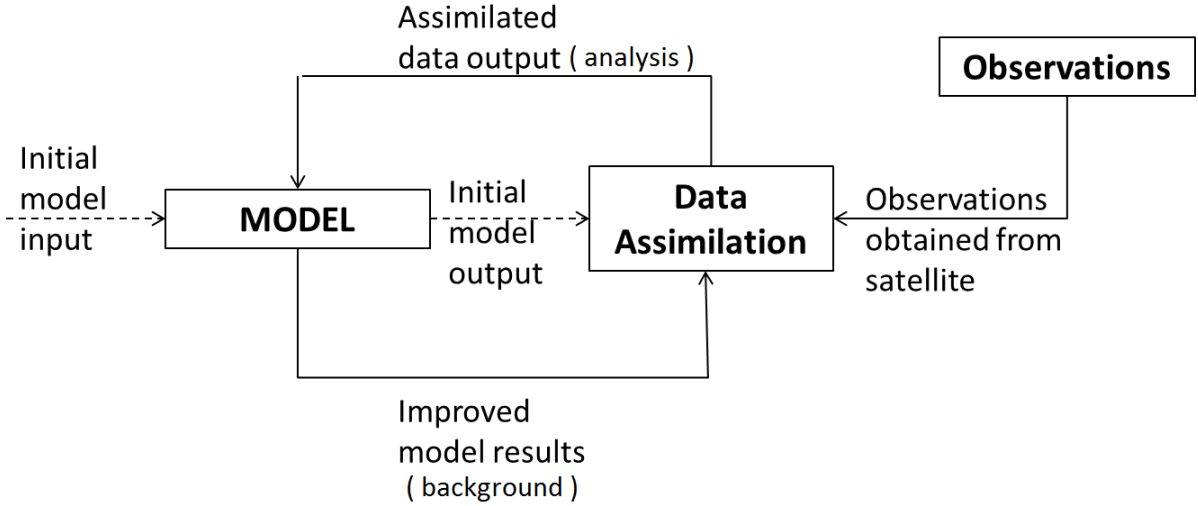 Assimilated
data output ( analysis )
Observations
Initial
model
input
MODEL
Initial
model
output
Data
Assimilation
Observations
obtained from
satellite
Improved
model results
( background )